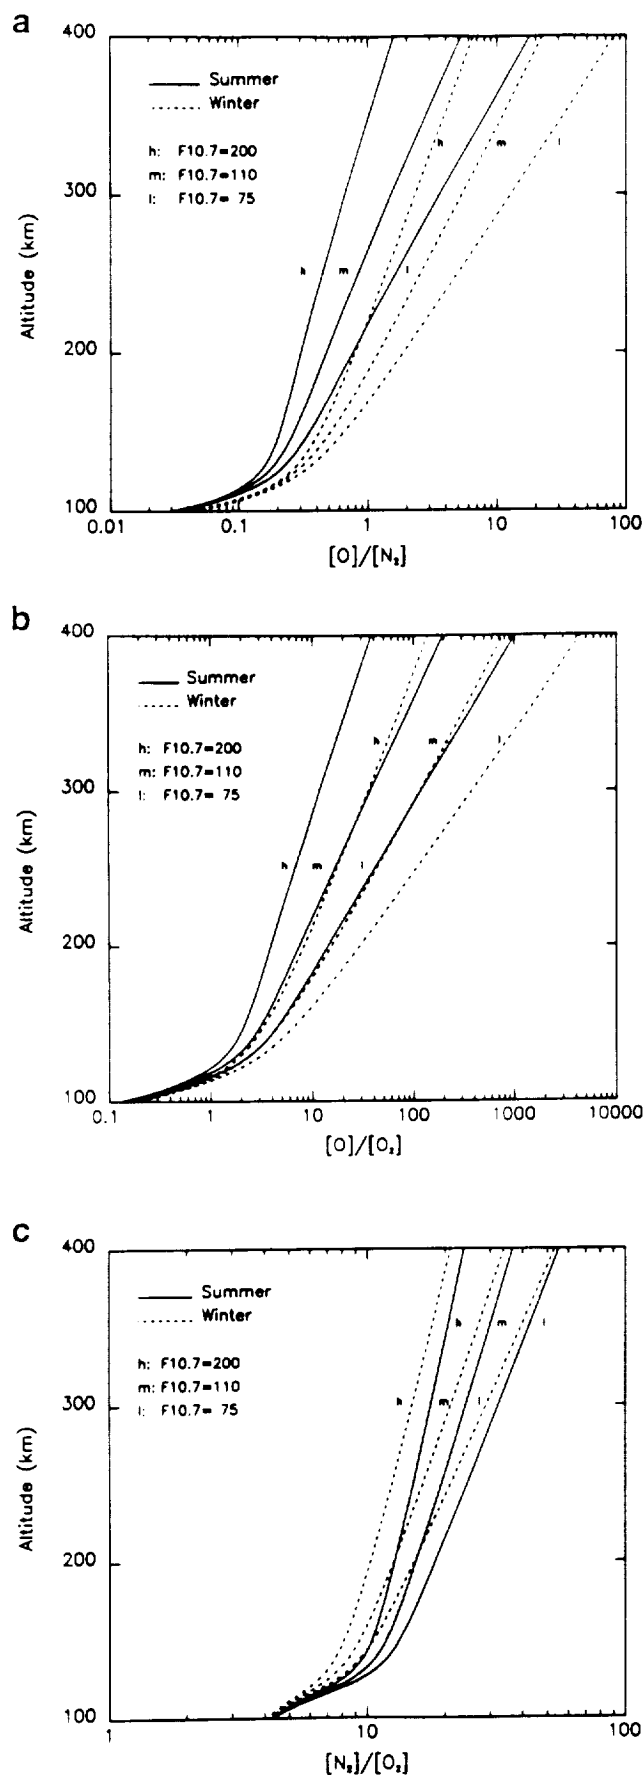 a
400
300
200
100
Altitude (km)
Summer
Winter
h: F10.7=200
m: F10.7=110
l: F10.7= 75
h
m
l
h
m
l
0.01
0.1
1
10
100
[O]/[N₂]
b
400
300
200
100
Altitude (km)
Summer
Winter
h: F10.7=200
m: F10.7=110
l: F10.7= 75
h
m
l
h
m
l
0.1
1
10
100
1000
10000
[O]/[O₂]
c
400
300
200
100
Altitude (km)
Summer
Winter
h: F10.7=200
m: F10.7=110
l: F10.7= 75
h
m
l
h
m
l
1
10
100
[N₂]/[O₂]